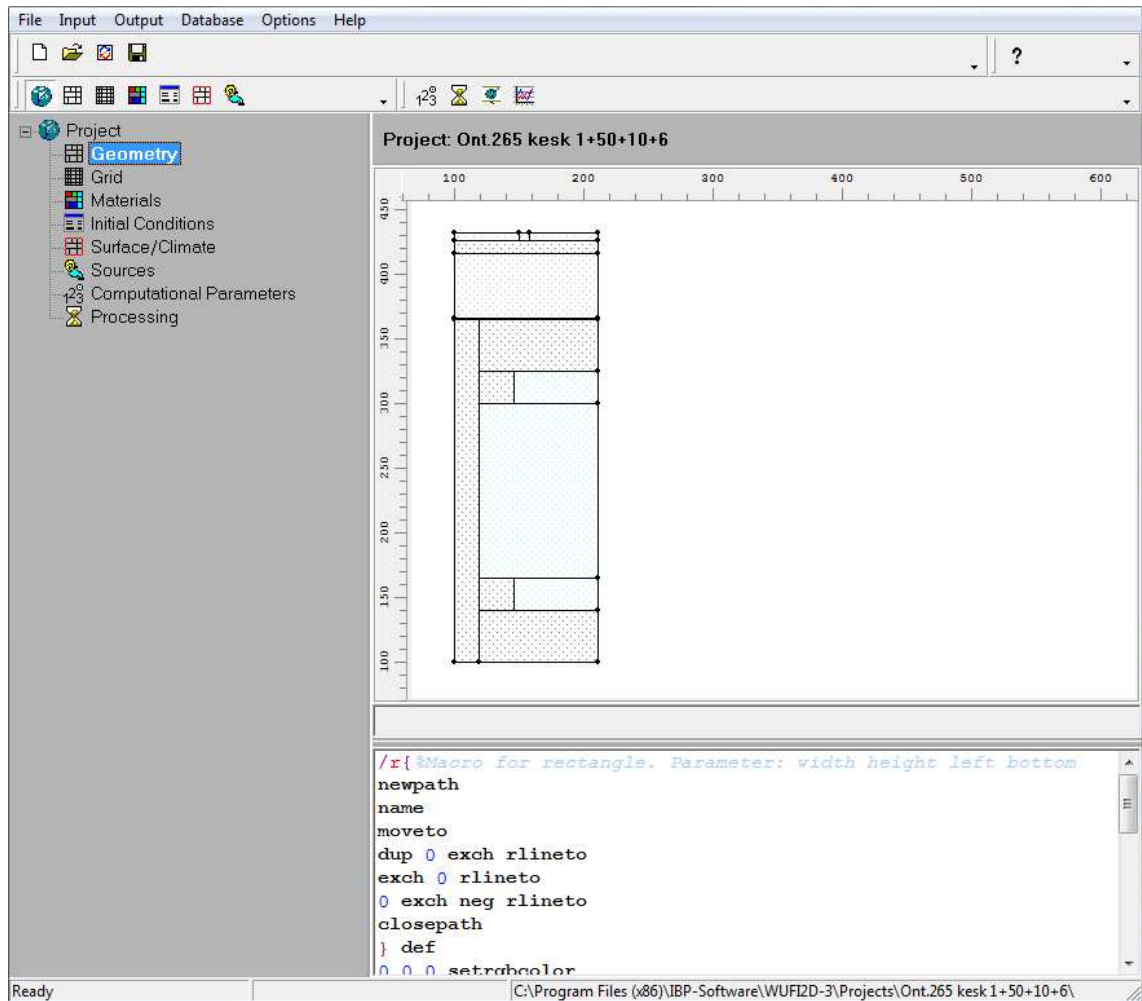 File Input Output Database Options Help
?
Project
Geometry
Grid
Materials
Initial Conditions
Surface/Climate
Sources
Computational Parameters
Processing
Project: Ont.265 kesk 1+50+10+6
100 200 300 400 500 600
450
400
350
300
250
200
150
100
/r{%Macro for rectangle. Parameter: width height left bottom
newpath
name
moveto
dup 0 exch rlineto
exch 0 rlineto
0 exch neg rlineto
closepath
} def
0 0 0 setrgbcolor
Ready
C:\Program Files (x86)\IBP-Software\WUFI2D-3\Projects\Ont.265 kesk 1+50+10+6\